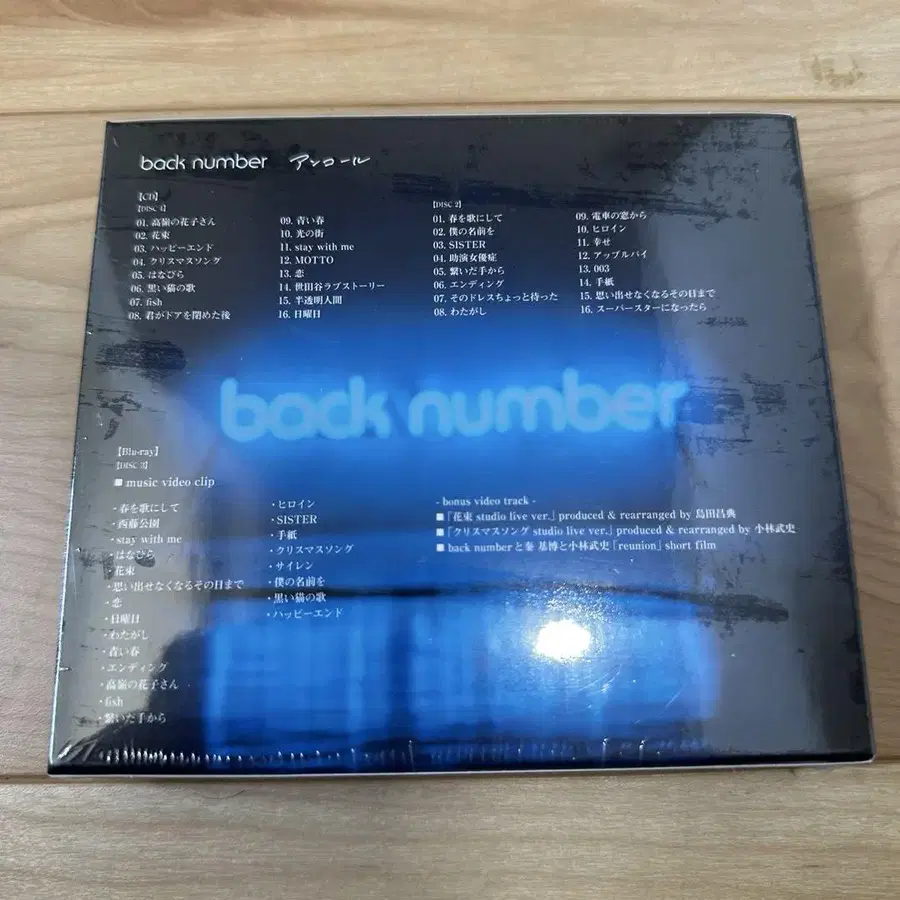 back number アンコール
【CD】
【DISC 1】
01. 高嶺の花子さん
02. 花束
03. ハッピーエンド
04. クリスマスソング
05. はなびら
06. 黒い猫の歌
07. fish
08. 君がドアを閉めた後
09. 青い春
10. 光の街
11. stay with me
12. MOTTO
13. 恋
14. 世田谷ラブストーリー
15. 半透明人間
16. 日曜日
【DISC 2】
01. 春を歌にして
02. 僕の名前を
03. SISTER
04. 助演女優症
05. 繋いだ手から
06. エンディング
07. そのドレスちょっと待った
08. わたがし
09. 電車の窓から
10. ヒロイン
11. 幸せ
12. アップルパイ
13. 003
14. 手紙
15. 思い出せなくなるその日まで
16. スーパースターになったら
back number
【Blu-ray】
【DISC 3】
■ music video clip
・春を歌にして
・西藤公園
・stay with me
・はなびら
・花束
・思い出せなくなるその日まで
・恋
・日曜日
・わたがし
・青い春
・エンディング
・高嶺の花子さん
・fish
・繋いだ手から
・ヒロイン
・SISTER
・手紙
・クリスマスソング
・サイレン
・僕の名前を
・黒い猫の歌
・ハッピーエンド
- bonus video track -
■「花束 studio live ver.」produced & rearranged by 島田昌典
■「クリスマスソング studio live ver.」produced & rearranged by 小林武史
■ back number と秦 基博と小林武史「reunion」short film